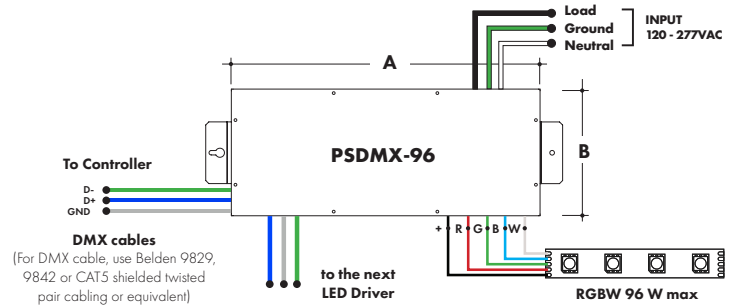 Load
Ground
Neutral
INPUT
120 - 277VAC
A
PSDMX-96
B
To Controller
D-
D+
GND
DMX cables
(For DMX cable, use Belden 9829,
9842 or CAT5 shielded twisted
pair cabling or equivalent)
to the next
LED Driver
+ R G B W
RGBW 96 W max